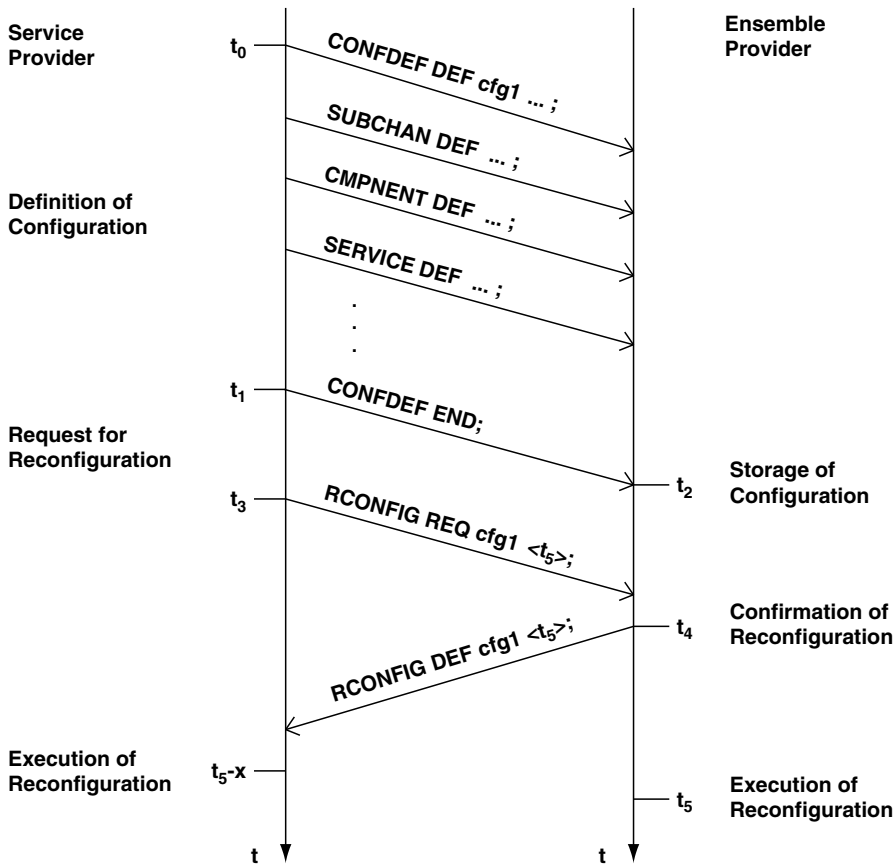 Service
Provider
Ensemble
Provider
t0
CONFDEF DEF cfg1 ... ;
SUBCHAN DEF ... ;
CMPNENT DEF ... ;
SERVICE DEF ... ;
Definition of
Configuration
.
.
.
t1
CONFDEF END;
Request for
Reconfiguration
t2
Storage of
Configuration
t3
RCONFIG REQ cfg1 <t5>;
t4
Confirmation of
Reconfiguration
RCONFIG DEF cfg1 <t5>;
Execution of
Reconfiguration
t5-x
t5
Execution of
Reconfiguration
t
t